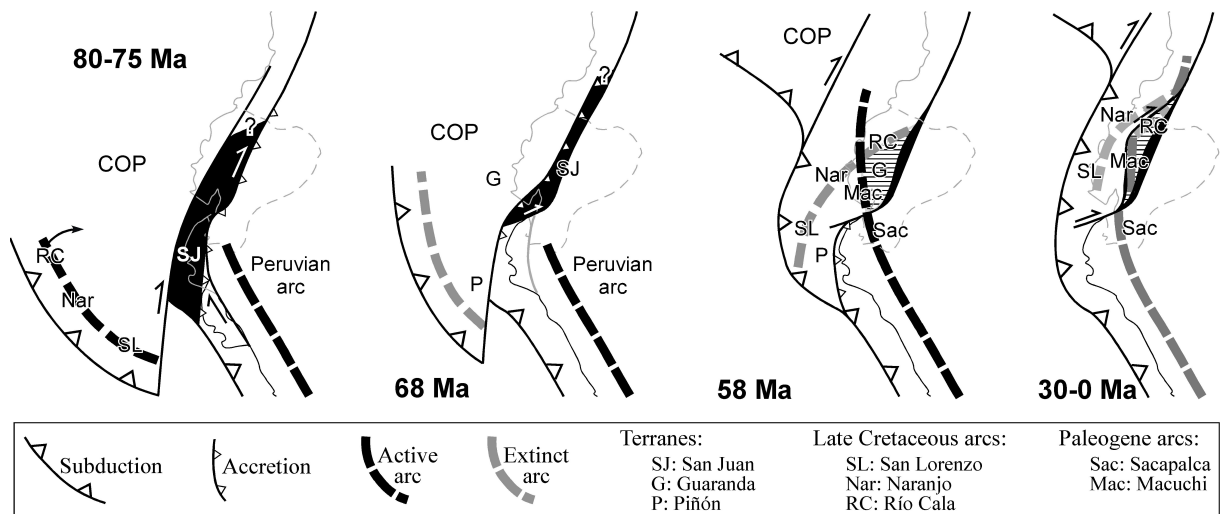 80-75 Ma
COP
?
RC
Nar
SL
SJ
Peruvian
arc
COP
G
SJ
?
P
Peruvian
arc
68 Ma
COP
RC
G
Nar
Mac
SL
P
Sac
58 Ma
Nar
RC
Mac
SL
Sac
30-0 Ma
Subduction
Accretion
Active
arc
Extinct
arc
Terranes:
SJ: San Juan
G: Guaranda
P: Piñón
Late Cretaceous arcs:
SL: San Lorenzo
Nar: Naranjo
RC: Río Cala
Paleogene arcs:
Sac: Sacapalca
Mac: Macuchi